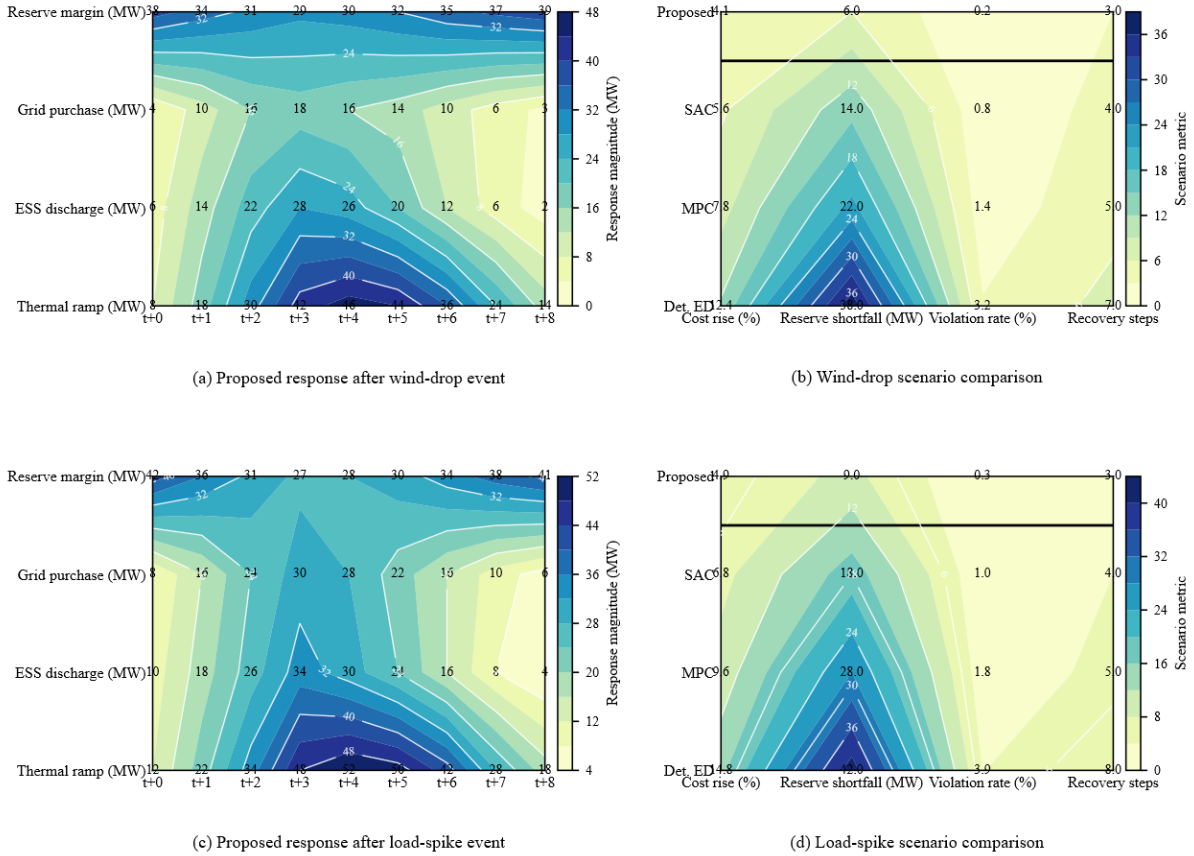 Reserve margin (MW) 38 34 31 29 30 32 35 37 39
32
32
24
Grid purchase (MW) 4 10 16 18 16 14 10 6 3
16
24
ESS discharge (MW) 6 14 22 28 26 20 12 6 2
32
40
Thermal ramp (MW) 8 18 30 42 46 44 36 24 14
t+0 t+1 t+2 t+3 t+4 t+5 t+6 t+7 t+8
48
40
32
24
16
8
0
Response magnitude (MW)
(a) Proposed response after wind-drop event
Proposed 4.1 6.0 0.2 3.0
12
SAC 5.6 14.0 0.8 4.0
18
MPC 7.8 22.0 1.4 5.0
24
30
36
Det. ED 12.4 38.0 3.2 7.0
Cost rise (%) Reserve shortfall (MW) Violation rate (%) Recovery steps
36
30
24
18
12
6
0
Scenario metric
(b) Wind-drop scenario comparison
Reserve margin (MW) 42 36 31 27 28 30 34 38 41
32
32
Grid purchase (MW) 8 16 24 30 28 22 16 10 6
ESS discharge (MW) 10 18 26 34 30 24 16 8 4
32
40
48
Thermal ramp (MW) 12 22 34 48 52 50 42 28 18
t+0 t+1 t+2 t+3 t+4 t+5 t+6 t+7 t+8
52
44
36
28
20
12
4
Response magnitude (MW)
(c) Proposed response after load-spike event
Proposed 4.9 9.0 0.3 3.0
12
SAC 6.8 18.0 1.0 4.0
24
MPC 9.6 28.0 1.8 5.0
30
36
Det. ED 14.8 42.0 3.9 8.0
Cost rise (%) Reserve shortfall (MW) Violation rate (%) Recovery steps
40
32
24
16
8
0
Scenario metric
(d) Load-spike scenario comparison